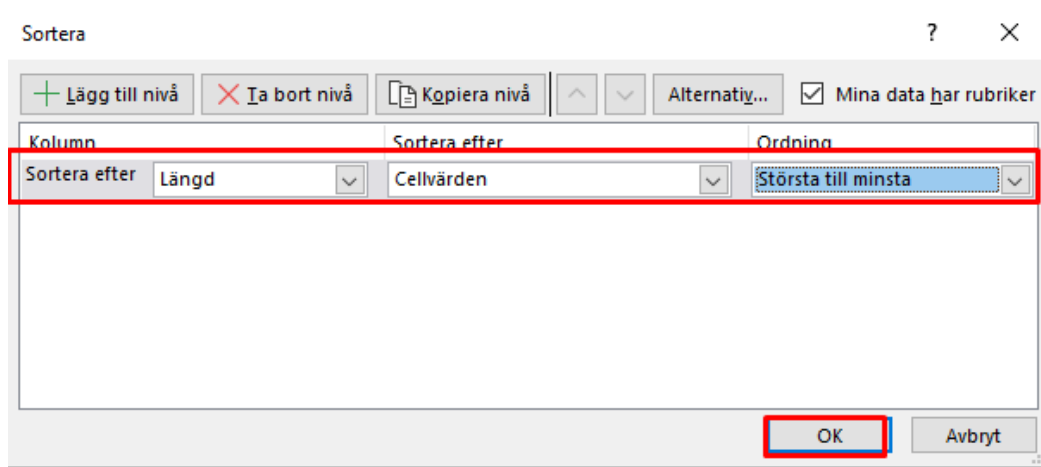 Sortera ?
Lägg till nivå Ta bort nivå Kopiera nivå Alternativ... Mina data har rubriker
Kolumn Sortera efter Ordning
Sortera efter Längd Cellvärden Största till minsta
OK Avbryt